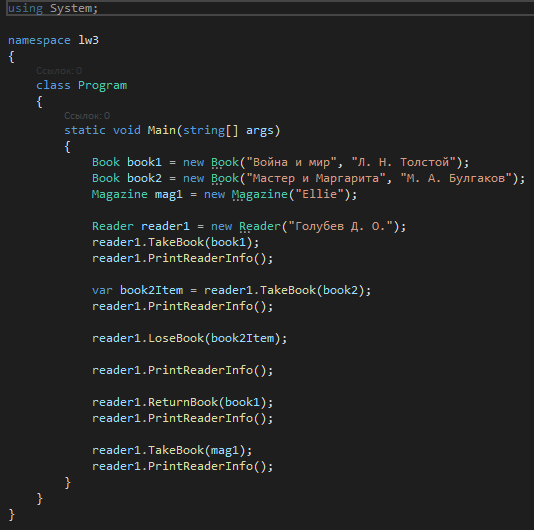 using System;
namespace lw3
{
Ссылок: 0
class Program
{
Ссылок: 0
static void Main(string[] args)
{
Book book1 = new Book("Война и мир", "Л. Н. Толстой");
Book book2 = new Book("Мастер и Маргарита", "М. А. Булгаков");
Magazine mag1 = new Magazine("Ellie");
Reader reader1 = new Reader("Голубев Д. О.");
reader1.TakeBook(book1);
reader1.PrintReaderInfo();
var book2Item = reader1.TakeBook(book2);
reader1.PrintReaderInfo();
reader1.LoseBook(book2Item);
reader1.PrintReaderInfo();
reader1.ReturnBook(book1);
reader1.PrintReaderInfo();
reader1.TakeBook(mag1);
reader1.PrintReaderInfo();
}
}
}